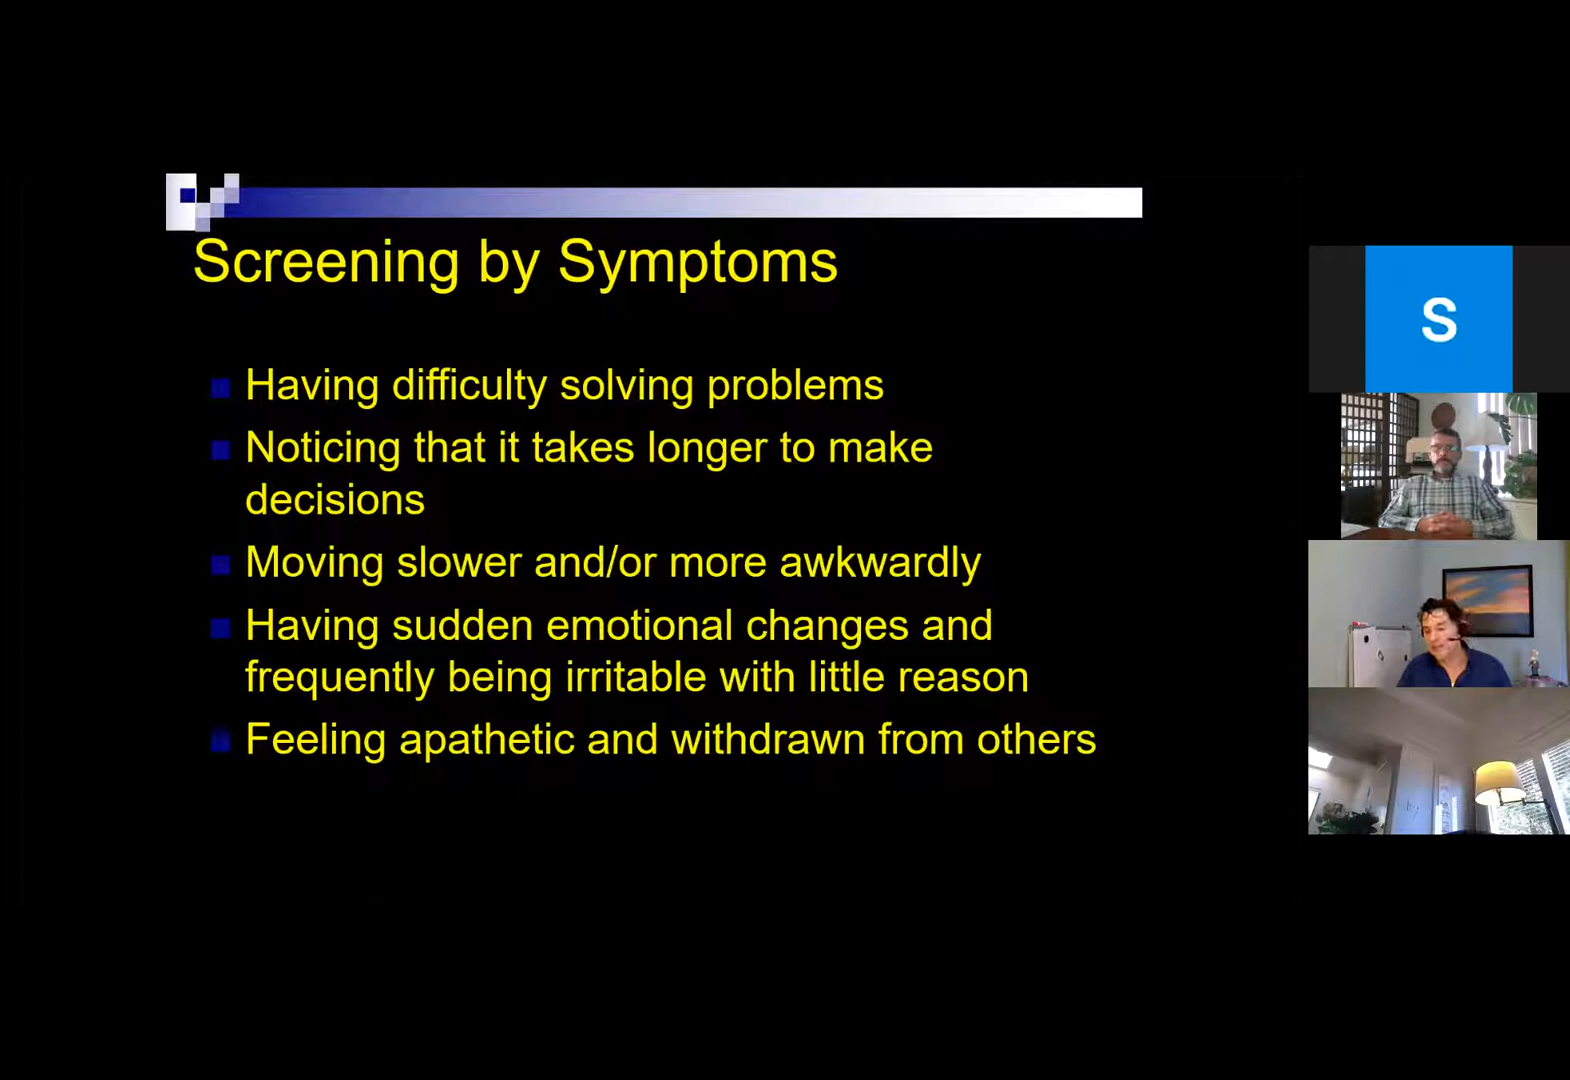 Screening by Symptoms
Having difficulty solving problems
Noticing that it takes longer to make
decisions
Moving slower and/or more awkwardly
Having sudden emotional changes and
frequently being irritable with little reason
Feeling apathetic and withdrawn from others
S